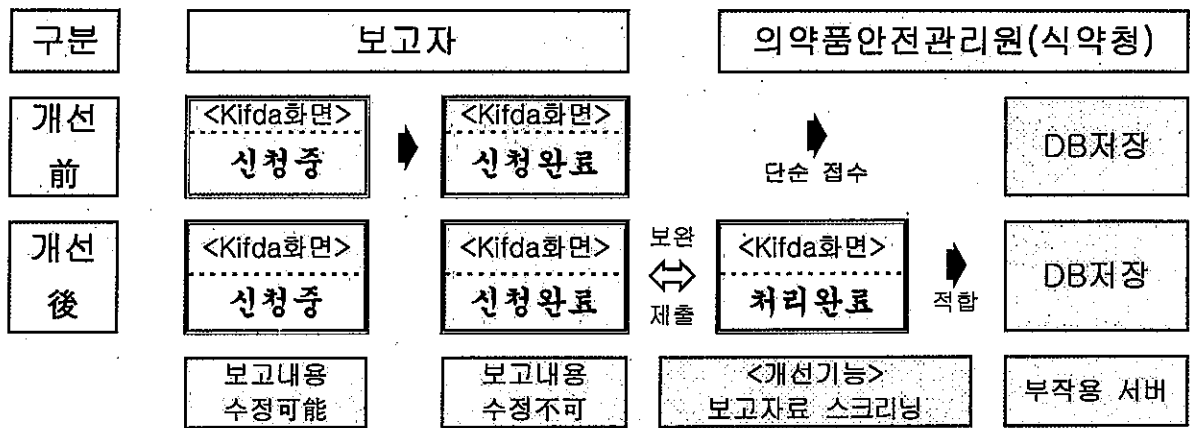 구분 보고자 의약품안전관리원(식약청)
개선 前
<Kifda화면> 신청중
<Kifda화면> 신청완료
단순 접수
DB저장
개선 後
<Kifda화면> 신청중
<Kifda화면> 신청완료
보완
제출
<Kifda화면> 처리완료
적합
DB저장
보고내용 수정可能
보고내용 수정不可
<개선기능> 보고자료 스크리닝
부작용 서버